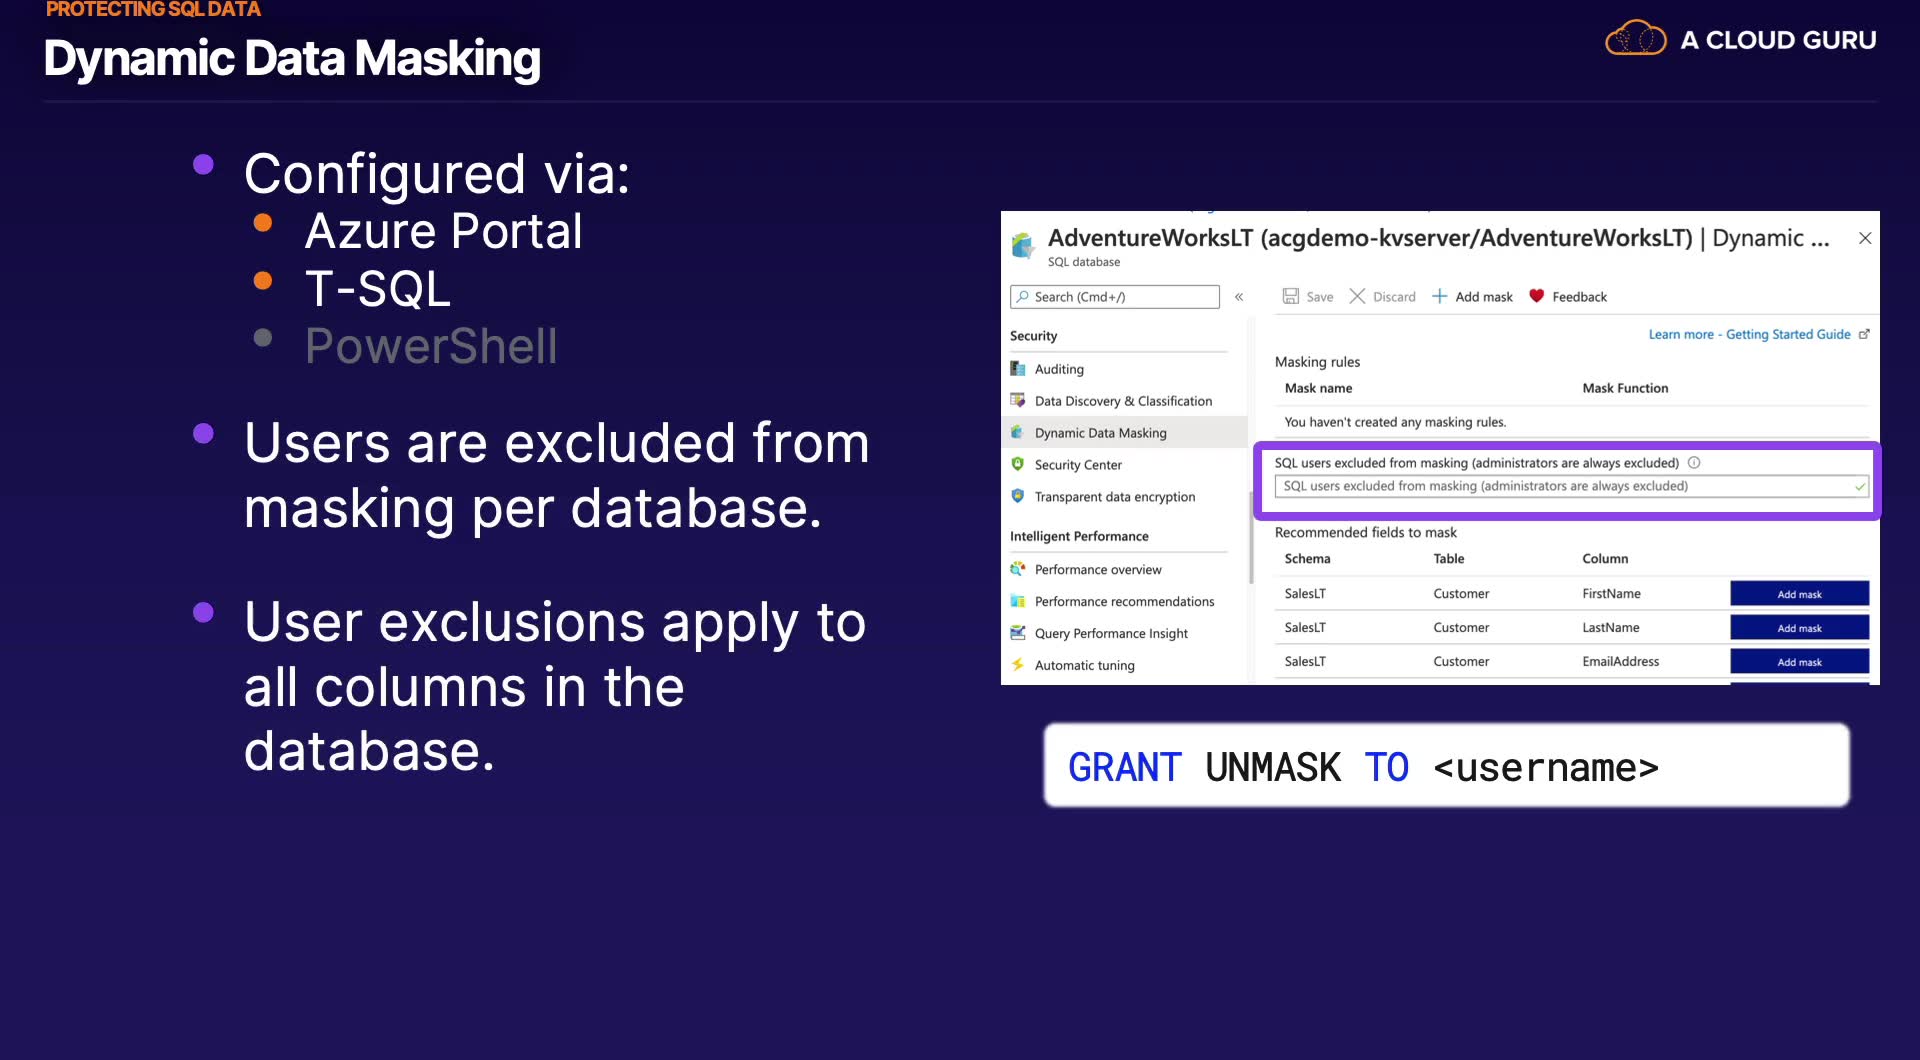 PROTECTING SQL DATA
Dynamic Data Masking
A CLOUD GURU
Configured via:
Azure Portal
T-SQL
PowerShell
Users are excluded from
masking per database.
User exclusions apply to
all columns in the
database.
AdventureWorksLT (acgdemo-kvserver/AdventureWorksLT) | Dynamic ...
SQL database
Search (Cmd+/)
«
Save
Discard
Add mask
Feedback
Learn more - Getting Started Guide
Security
Auditing
Data Discovery & Classification
Dynamic Data Masking
Security Center
Transparent data encryption
Intelligent Performance
Performance overview
Performance recommendations
Query Performance Insight
Automatic tuning
Masking rules
Mask name Mask Function
You haven't created any masking rules.
SQL users excluded from masking (administrators are always excluded)
SQL users excluded from masking (administrators are always excluded)
Recommended fields to mask
Schema Table Column
SalesLT Customer FirstName Add mask
SalesLT Customer LastName Add mask
SalesLT Customer EmailAddress Add mask
GRANT UNMASK TO <username>